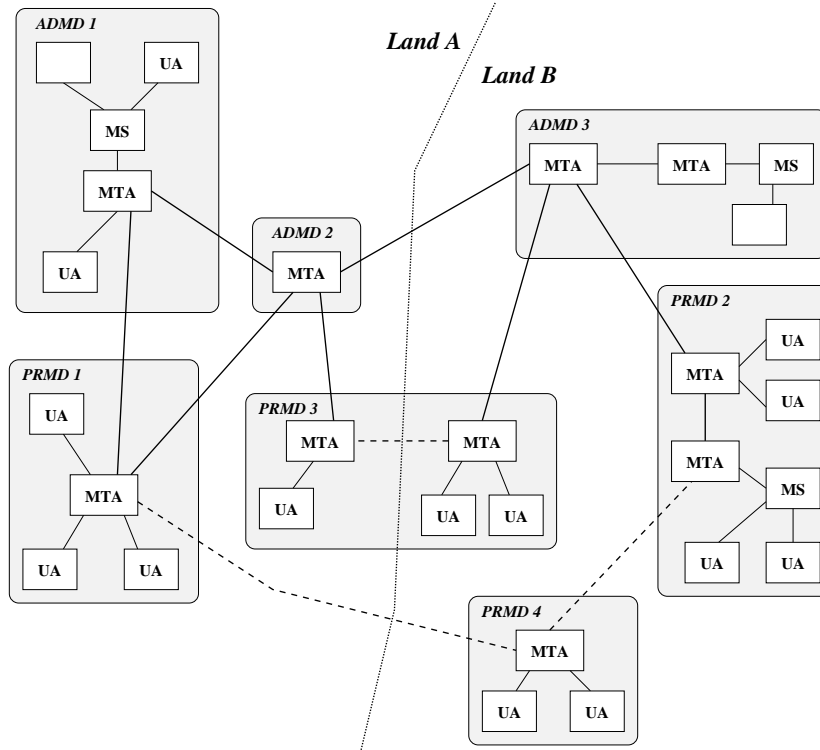 ADMD 1
UA
MS
MTA
UA
Land A
Land B
ADMD 2
MTA
ADMD 3
MTA
MTA
MS
PRMD 1
UA
MTA
UA
UA
PRMD 3
MTA
MTA
UA
UA
UA
PRMD 2
UA
MTA
UA
MTA
MS
UA
UA
PRMD 4
MTA
UA
UA